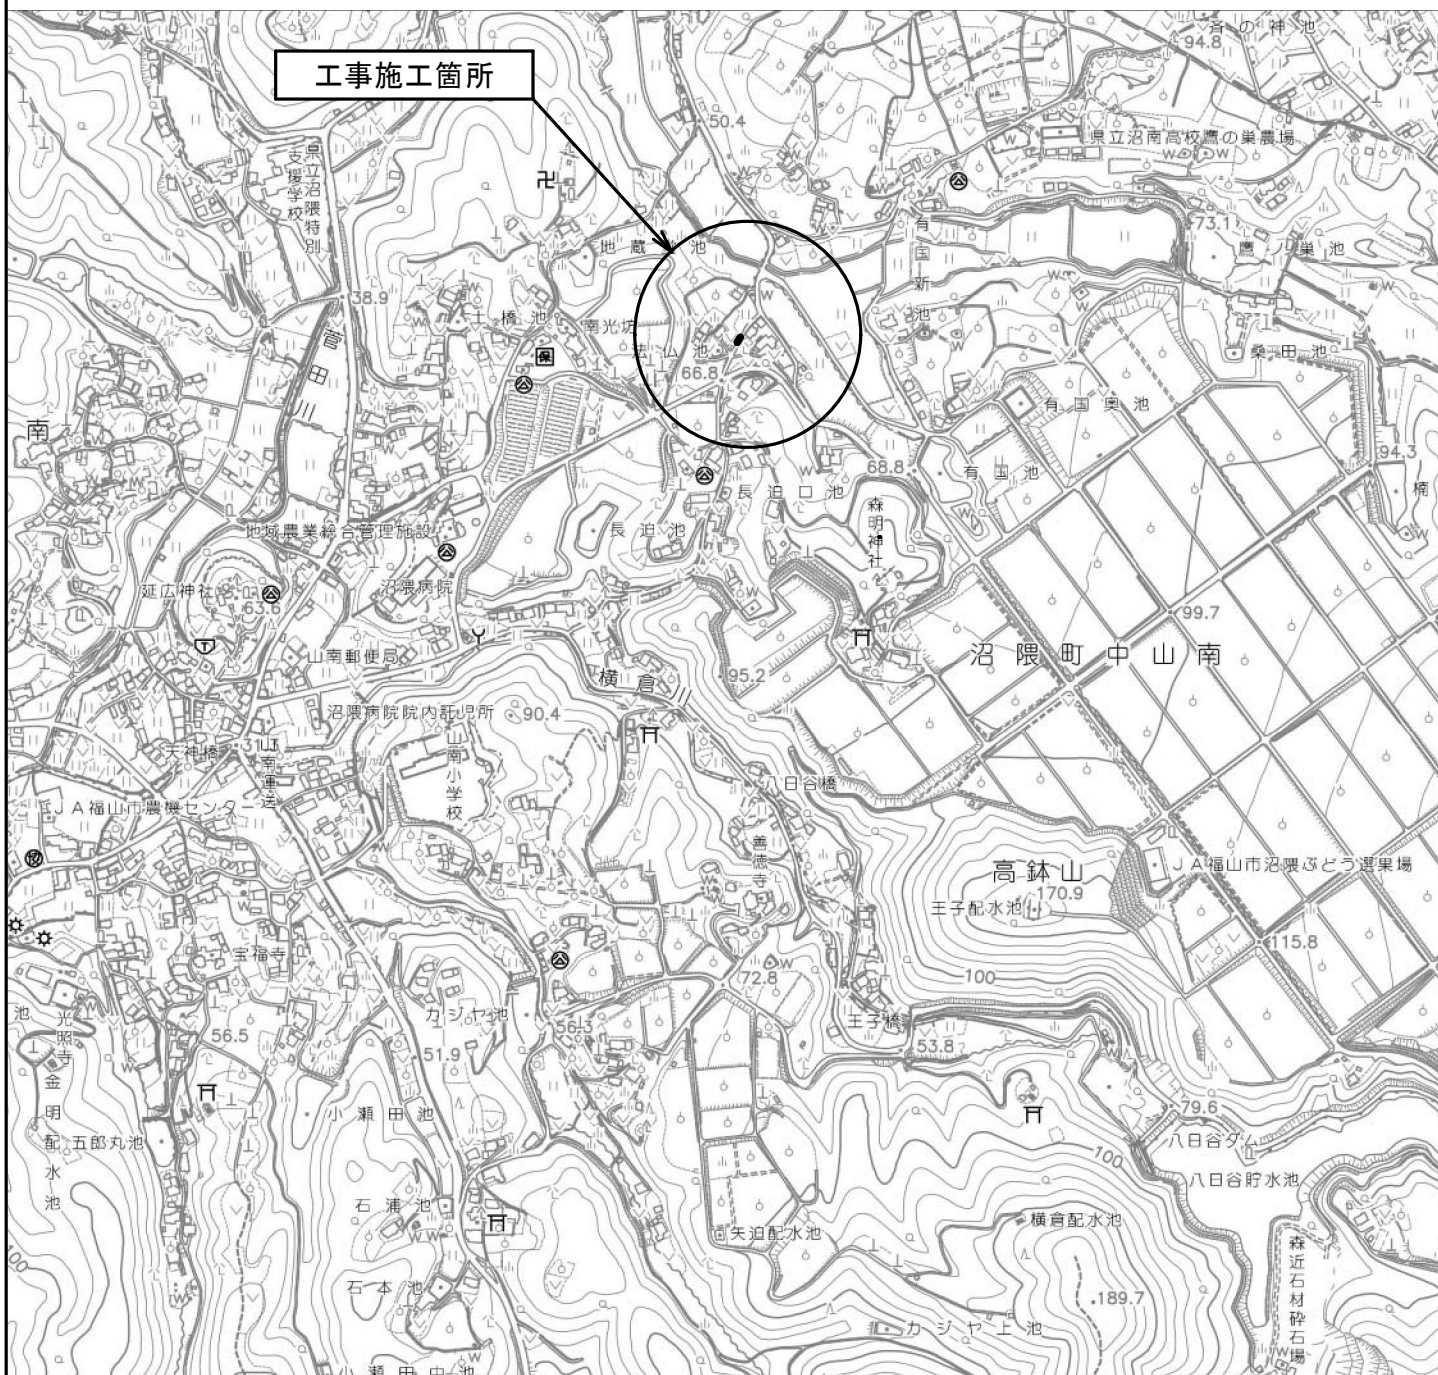 斉の神池
94.8
工事施工箇所
50.4
県立沼南高校鷹の巣農場
県立沼隈特別
支援学校
73.1
地蔵池
有国新池
鷹ノ巣池
38.9
土橋池
南光坊
法仏池
保
菅田川
66.8
桑田池
有国奥池
南
94.3
68.8
有国池
楠
長迫口池
森明神社
長迫池
地域農業総合管理施設
沼隈病院
延広神社
63.6
99.7
山南郵便局
沼隈町中山南
横倉川
95.2
沼隈病院院内託児所
90.4
天神橋
31
山南運送
山南小学校
八日谷橋
JA福山市農機センター
善徳寺
高鉢山
170.9
JA福山市沼隈ぶどう選果場
王子配水池
115.8
宝福寺
72.8
100
池
光照寺
カジヤ池
56.3
王子橋
56.5
51.9
53.8
金明配水池
小瀬田池
79.6
五郎丸池
八日谷ダム
100
八日谷貯水池
石浦池
矢迫配水池
横倉配水池
森近石材砕石場
100
石本池
189.7
カジヤ上池
小瀬田中池